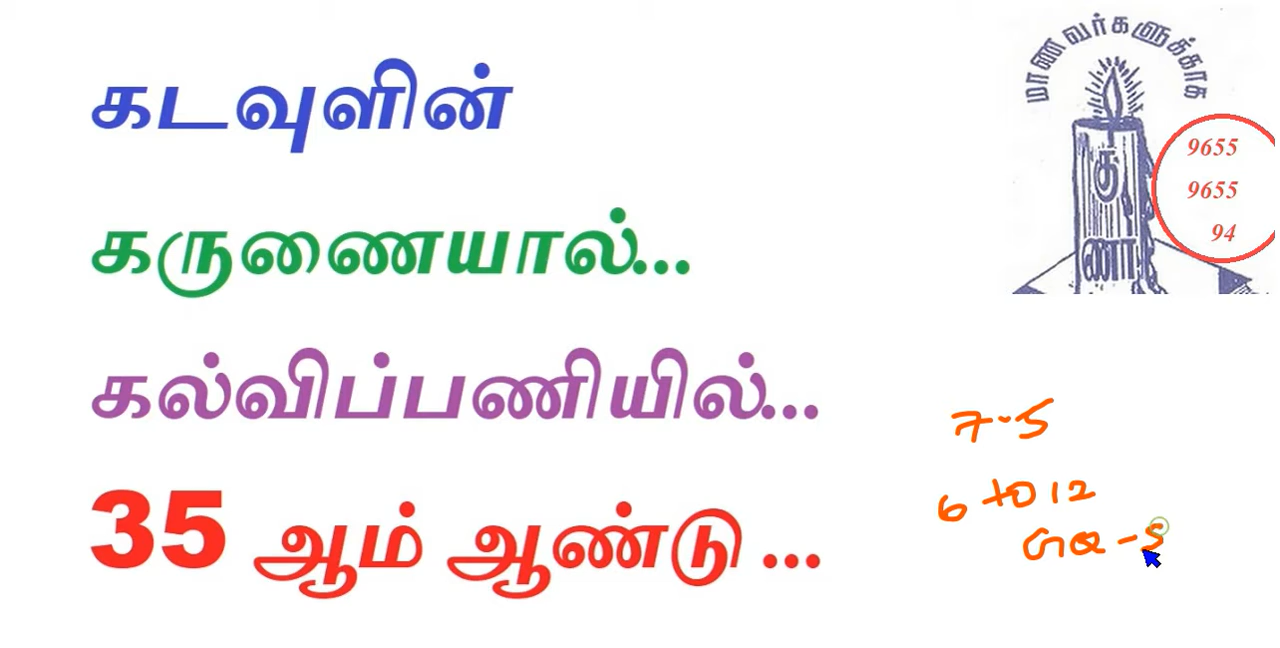 கடவுளின்
கருணையால்...
கல்விப்பணியில்...
35 ஆம் ஆண்டு ...
மாணவர்களுக்காக
குணா
9655
9655
94
7-5
6 to 12